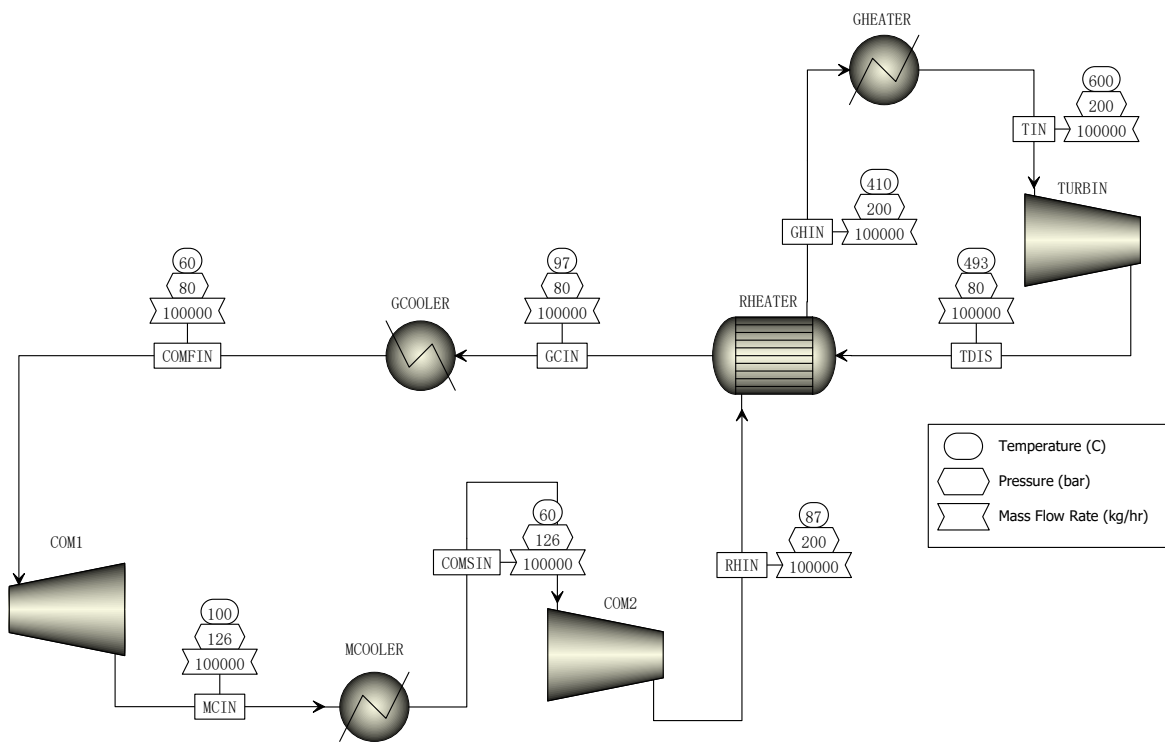 GHEATER
600
200
TIN
100000
TURBIN
410
200
GHIN
100000
60
80
100000
COMFIN
GCOOLER
97
80
100000
GCIN
RHEATER
493
80
100000
TDIS
Temperature (C)
Pressure (bar)
Mass Flow Rate (kg/hr)
COM1
100
126
100000
MCIN
MCOOLER
60
126
COMSIN
100000
COM2
87
200
RHIN
100000